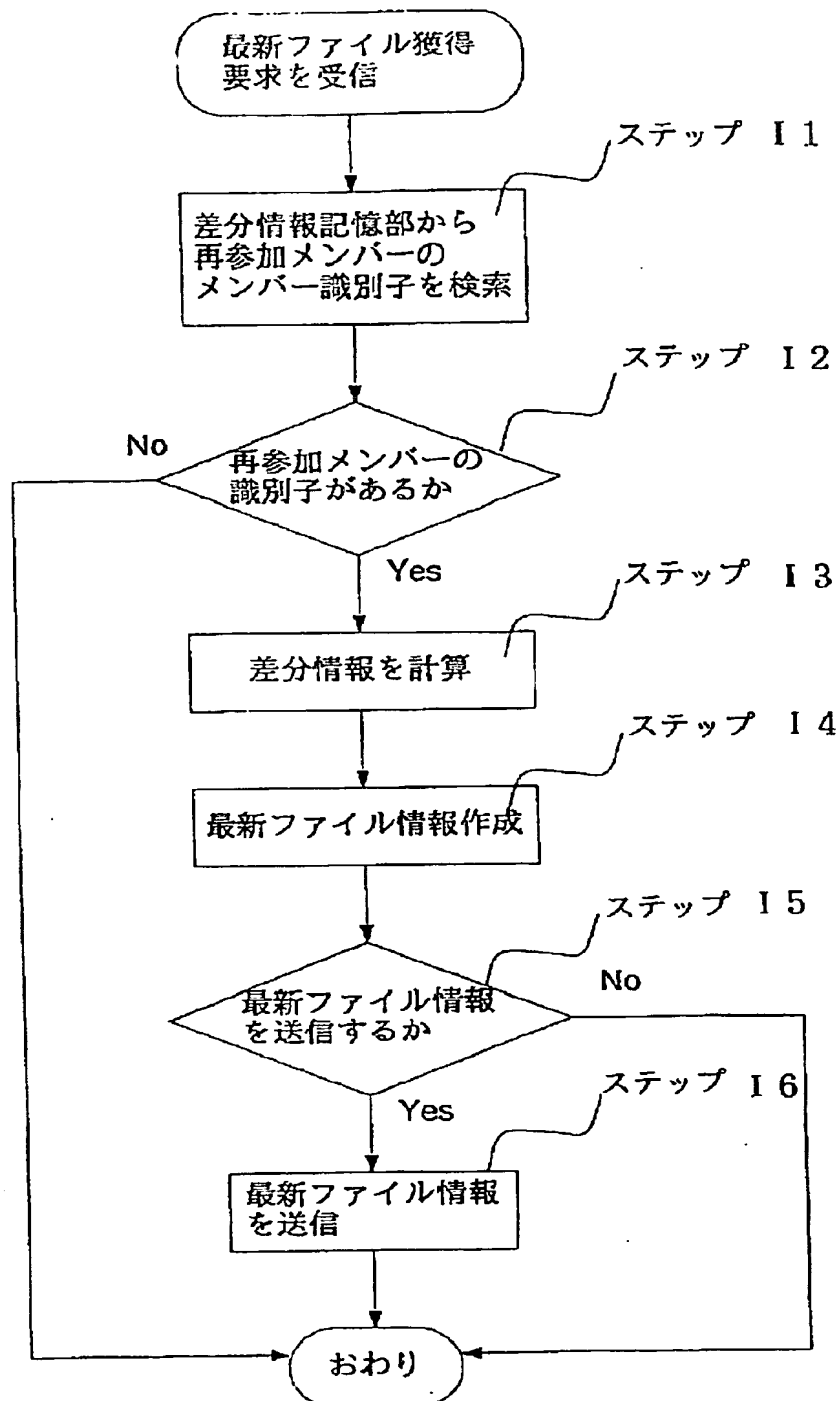 最新ファイル獲得
要求を受信
ステップ I1
差分情報記憶部から
再参加メンバーの
メンバー識別子を検索
ステップ I2
No
再参加メンバーの
識別子があるか
Yes
ステップ I3
差分情報を計算
ステップ I4
最新ファイル情報作成
ステップ I5
No
最新ファイル情報
を送信するか
Yes
ステップ I6
最新ファイル情報
を送信
おわり